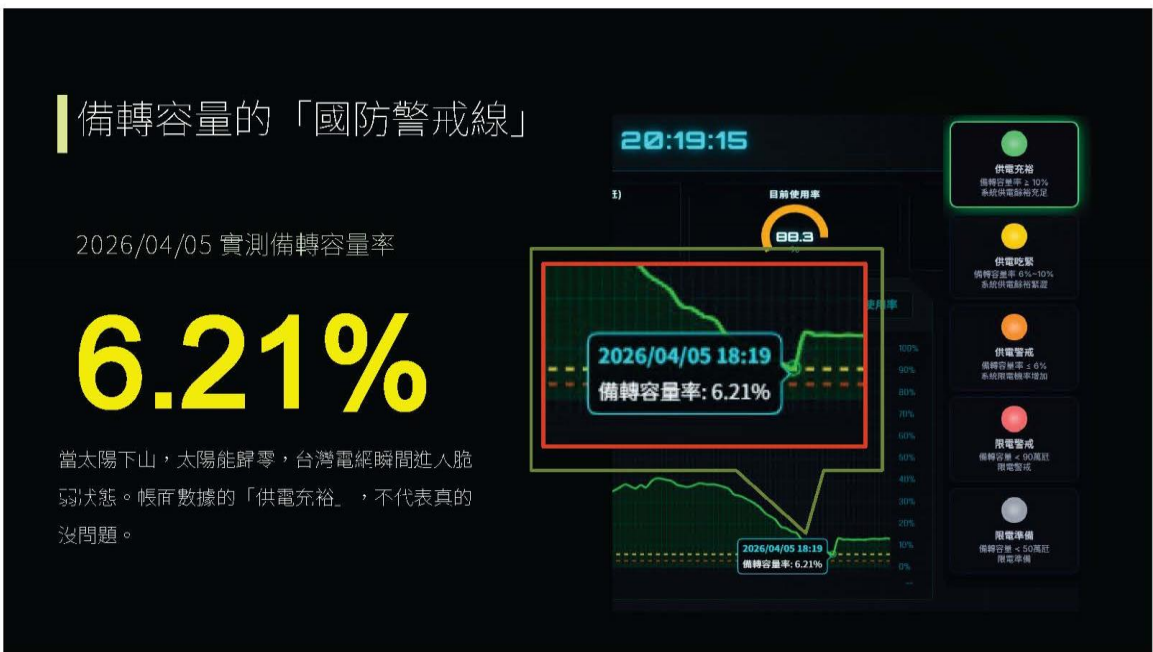 備轉容量的「國防警戒線」
2026/04/05 實測備轉容量率
6.21%
當太陽下山，太陽能歸零，台灣電網瞬間進入脆
弱狀態。帳面數據的「供電充裕」，不代表真的
沒問題。
20:19:15
目前使用率
88.3
%
使用率
2026/04/05 18:19
備轉容量率: 6.21%
100%
90%
80%
70%
60%
50%
40%
30%
20%
10%
0%
2026/04/05 18:19
備轉容量率: 6.21%
供電充裕
備轉容量率 ≥ 10%
系統供電餘裕充足
供電吃緊
備轉容量率 6%~10%
系統供電餘裕緊澀
供電警戒
備轉容量率 ≤ 6%
系統限電機率增加
限電警戒
備轉容量 < 90萬瓩
限電警戒
限電準備
備轉容量 < 50萬瓩
限電準備